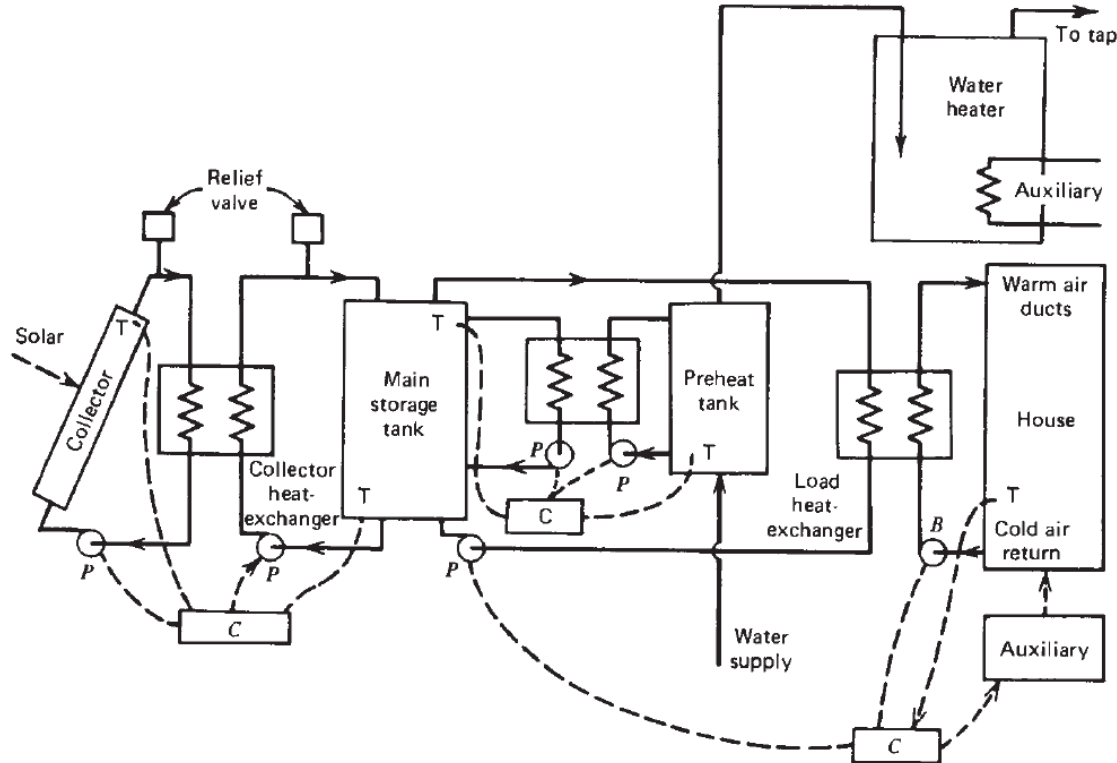 To tap
Water
heater
Auxiliary
Relief
valve
Solar
T
Collector
T
Main
storage
tank
T
Preheat
tank
T
Warm air
ducts
House
T
Cold air
return
P
P
C
Collector
heat-
exchanger
Load
heat-
exchanger
B
P
P
P
C
Water
supply
Auxiliary
C